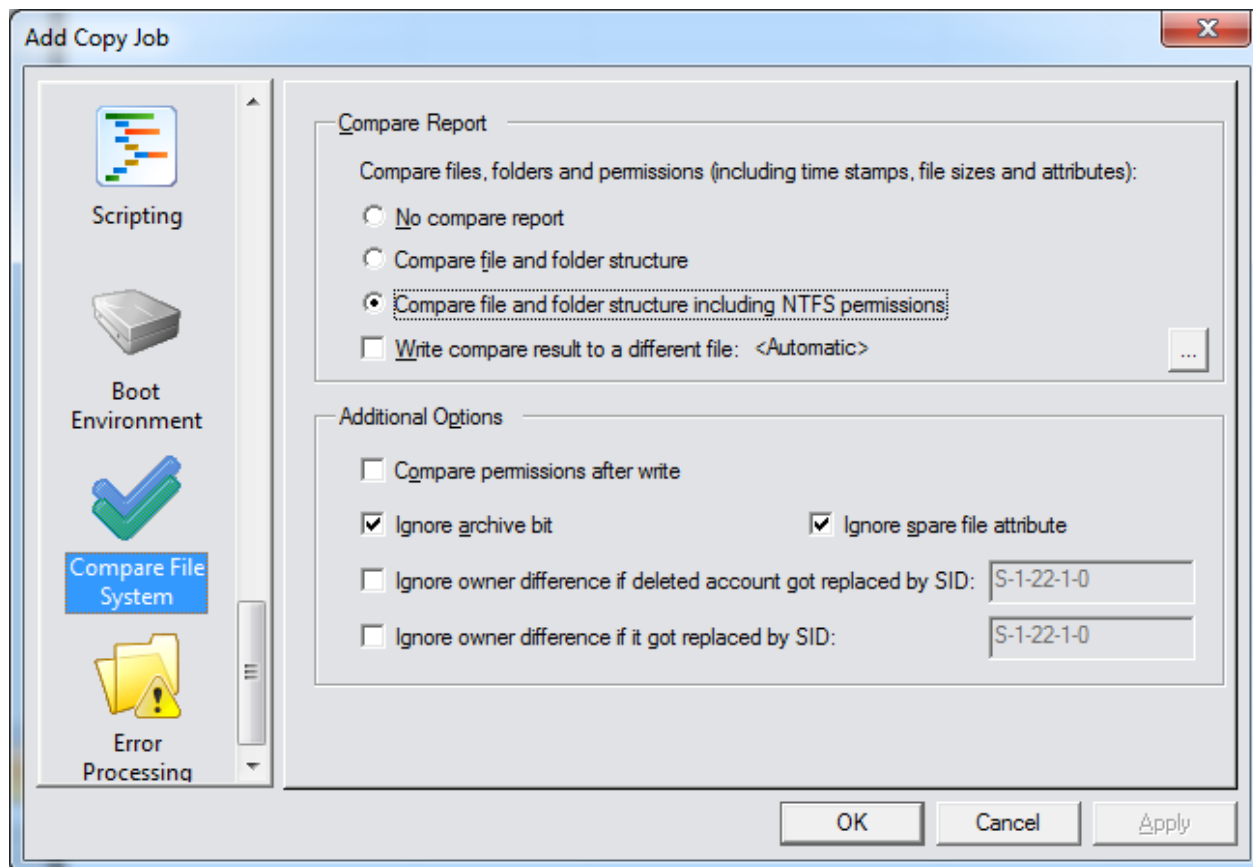 Add Copy Job
Scripting
Boot
Environment
Compare File
System
Error
Processing
Compare Report
Compare files, folders and permissions (including time stamps, file sizes and attributes):
No compare report
Compare file and folder structure
Compare file and folder structure including NTFS permissions
Write compare result to a different file: <Automatic>
...
Additional Options
Compare permissions after write
Ignore archive bit
Ignore spare file attribute
Ignore owner difference if deleted account got replaced by SID: S-1-22-1-0
Ignore owner difference if it got replaced by SID: S-1-22-1-0
OK
Cancel
Apply